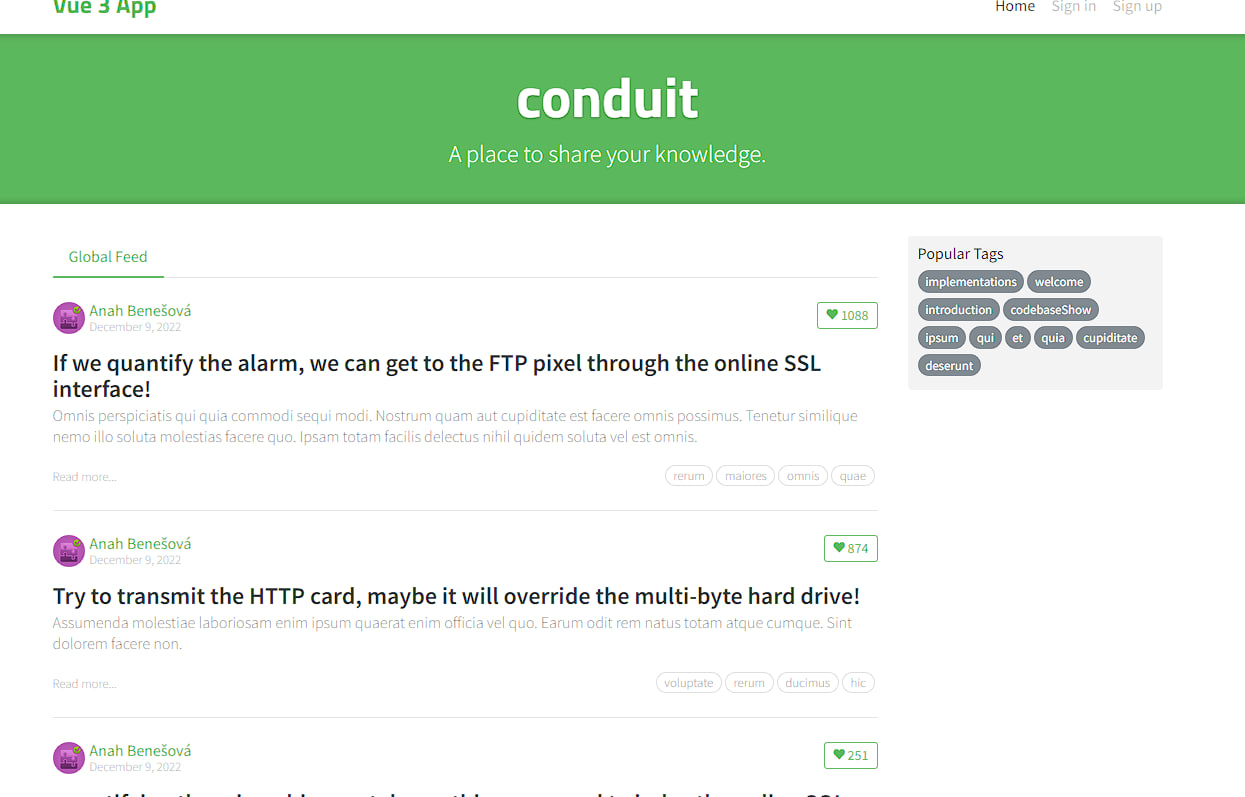 Vue 3 App
Home Sign in Sign up
conduit
A place to share your knowledge.
Global Feed
Anah Benešová
December 9, 2022
1088
If we quantify the alarm, we can get to the FTP pixel through the online SSL
interface!
Omnis perspiciatis qui quia commodi sequi modi. Nostrum quam aut cupiditate est facere omnis possimus. Tenetur similique
nemo illo soluta molestias facere quo. Ipsam totam facilis delectus nihil quidem soluta vel est omnis.
Read more...
rerum maiores omnis quae
Anah Benešová
December 9, 2022
874
Try to transmit the HTTP card, maybe it will override the multi-byte hard drive!
Assumenda molestiae laboriosam enim ipsum quaerat enim officia vel quo. Earum odit rem natus totam atque cumque. Sint
dolorem facere non.
Read more...
voluptate rerum ducimus hic
Anah Benešová
December 9, 2022
251
Popular Tags
implementations welcome
introduction codebaseShow
ipsum qui et quia cupiditate
deserunt